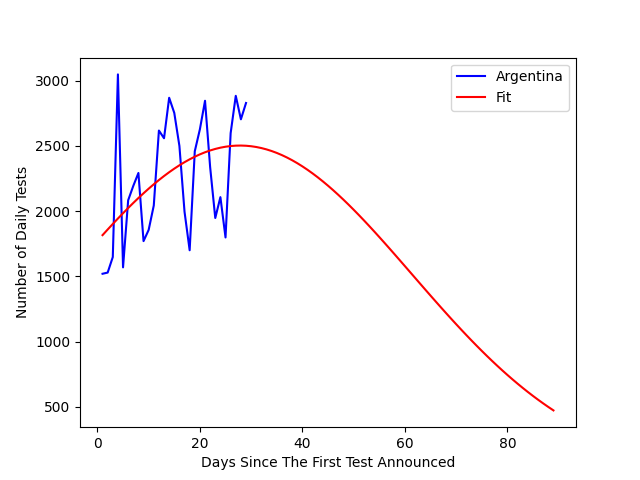 Argentina
Fit
3000
2500
2000
1500
1000
500
Number of Daily Tests
0 20 40 60 80
Days Since The First Test Announced